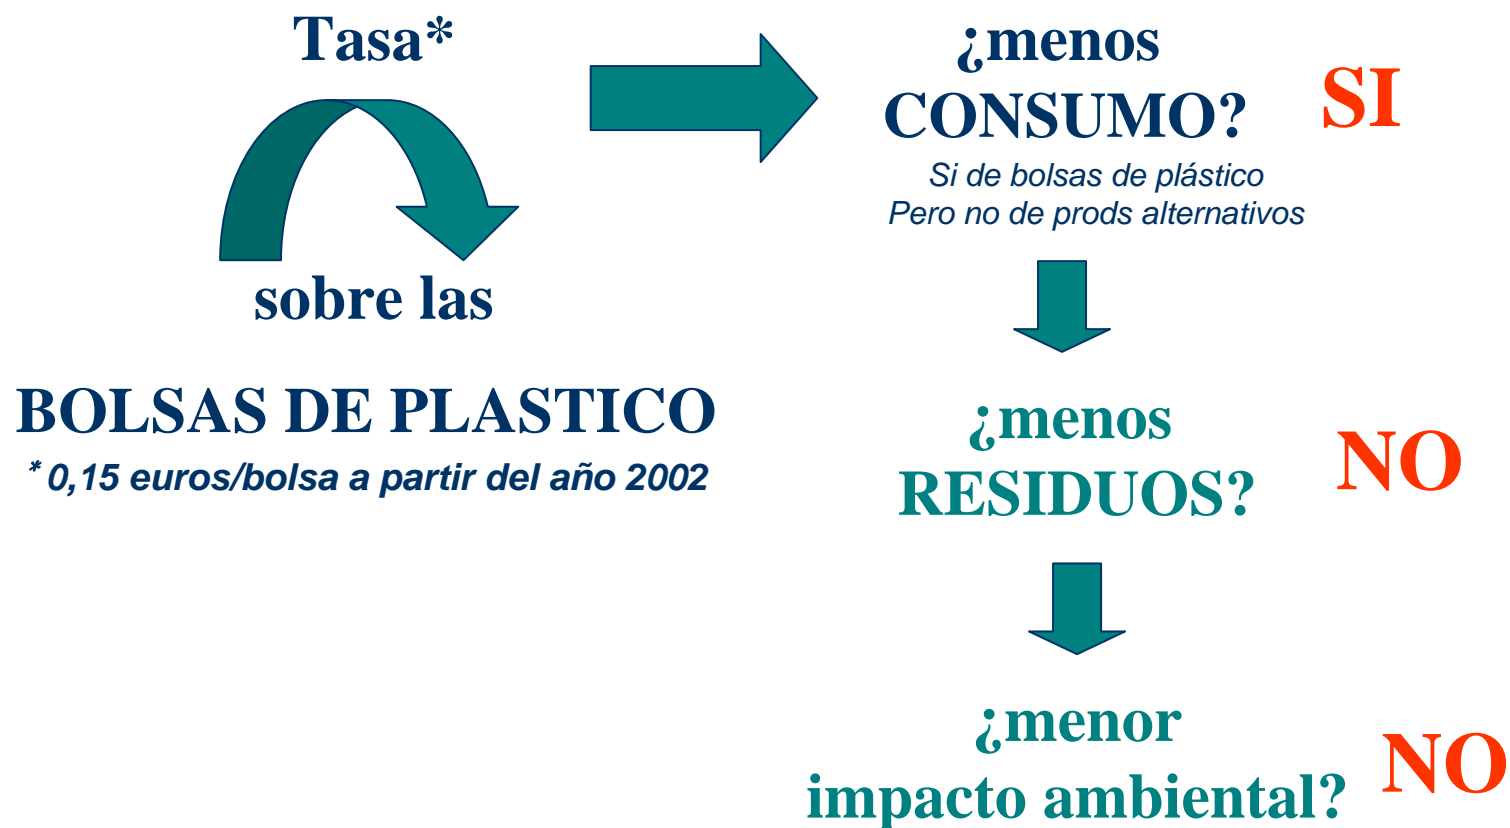 Tasa*
sobre las
BOLSAS DE PLASTICO
* 0,15 euros/bolsa a partir del año 2002
¿menos
CONSUMO?
SI
Si de bolsas de plástico
Pero no de prods alternativos
¿menos
RESIDUOS?
NO
¿menor
impacto ambiental?
NO